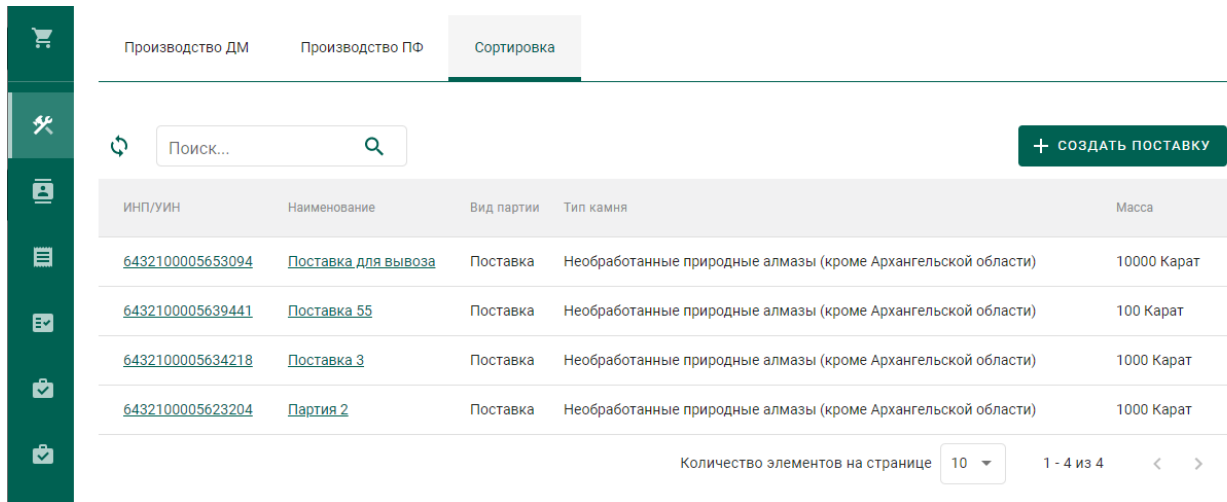 Производство ДМ Производство ПФ Сортировка
Поиск... + СОЗДАТЬ ПОСТАВКУ
ИНП/УИН Наименование Вид партии Тип камня Масса
6432100005653094 Поставка для вывоза Поставка Необработанные природные алмазы (кроме Архангельской области) 10000 Карат
6432100005639441 Поставка 55 Поставка Необработанные природные алмазы (кроме Архангельской области) 100 Карат
6432100005634218 Поставка 3 Поставка Необработанные природные алмазы (кроме Архангельской области) 1000 Карат
6432100005623204 Партия 2 Поставка Необработанные природные алмазы (кроме Архангельской области) 1000 Карат
Количество элементов на странице 10 1 - 4 из 4